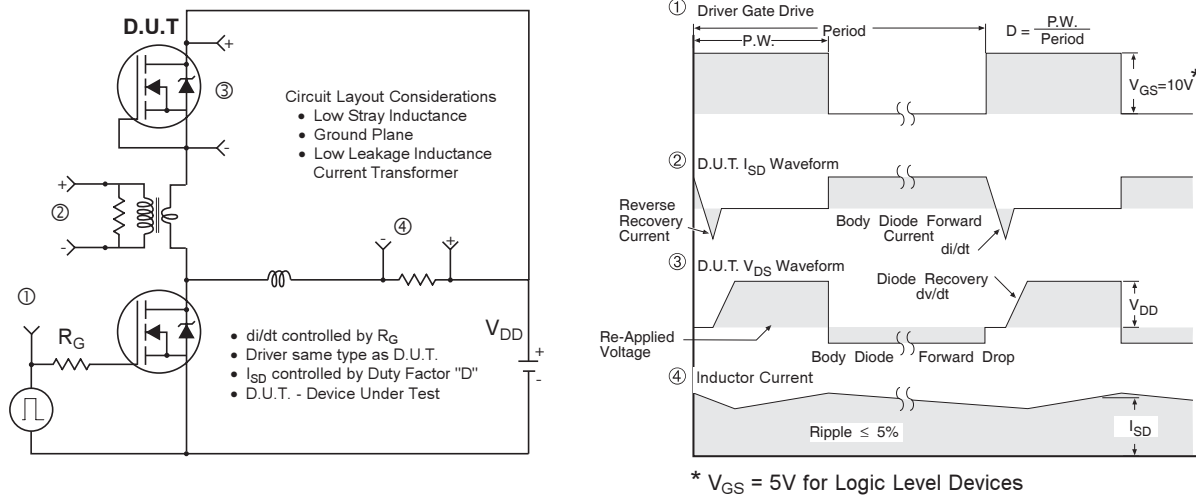 D.U.T
+
③
-
Circuit Layout Considerations
• Low Stray Inductance
• Ground Plane
• Low Leakage Inductance
Current Transformer
+
②
-
④
-
+
①
R_G
V_DD
+
-
• di/dt controlled by R_G
• Driver same type as D.U.T.
• I_SD controlled by Duty Factor "D"
• D.U.T. - Device Under Test
① Driver Gate Drive
Period
P.W.
D = P.W.
Period
V_GS=10V*
② D.U.T. I_SD Waveform
Reverse
Recovery
Current
Body Diode Forward
Current
di/dt
③ D.U.T. V_DS Waveform
Diode Recovery
dv/dt
V_DD
Re-Applied
Voltage
Body Diode Forward Drop
④ Inductor Current
Ripple ≤ 5%
I_SD
* V_GS = 5V for Logic Level Devices